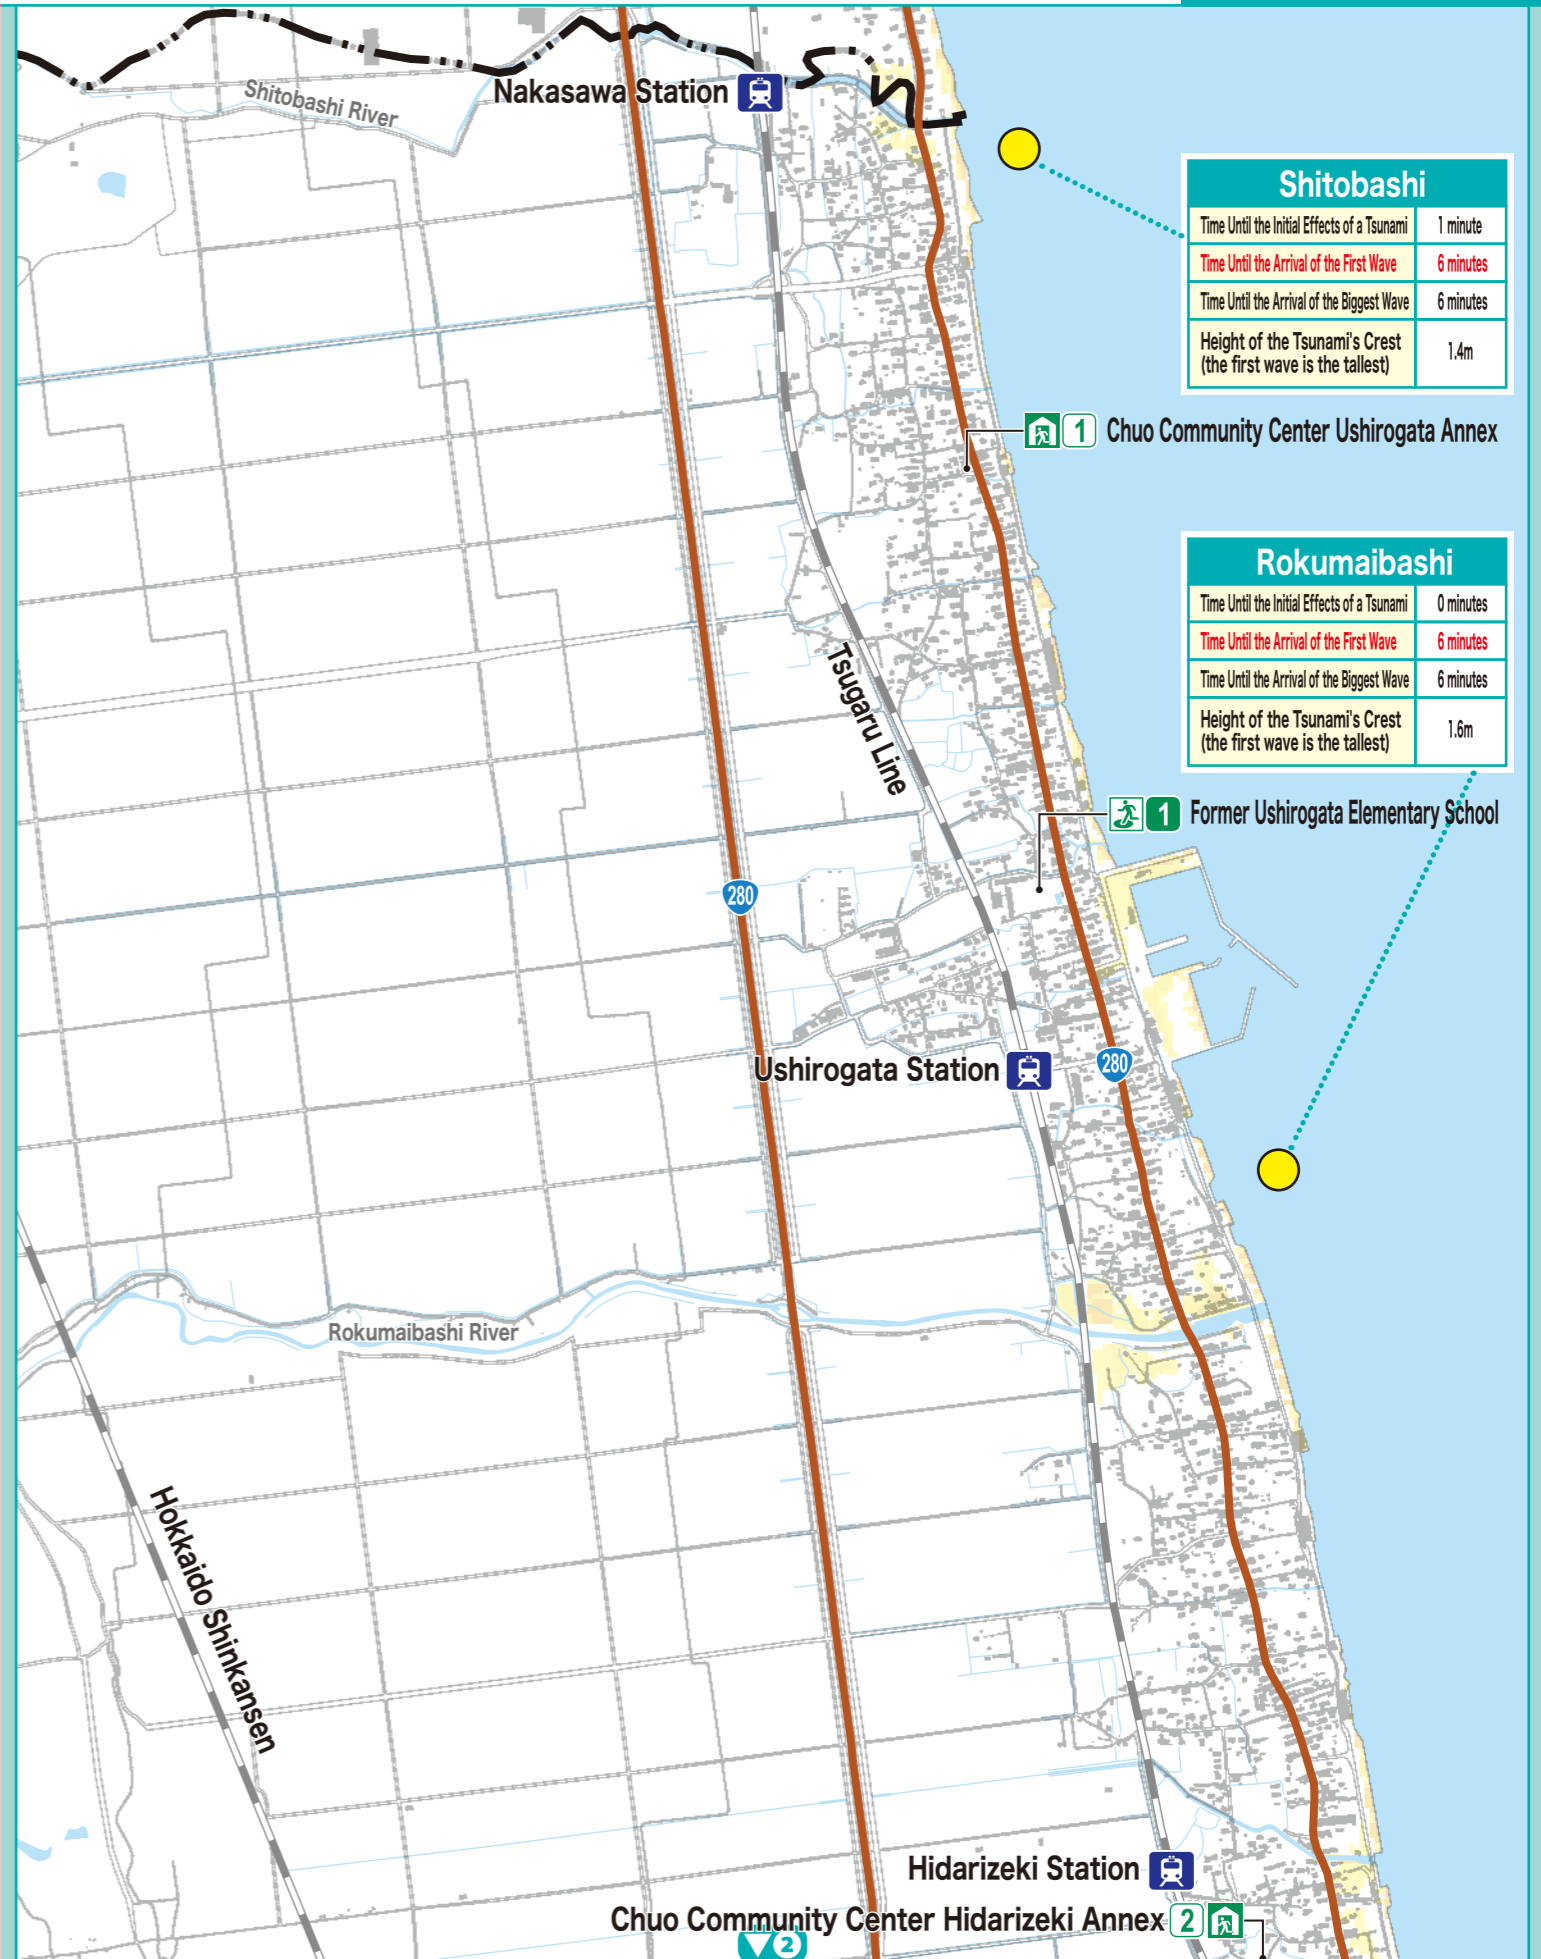 Nakasawa Station
Shitobashi River
Shitobashi
Time Until the Initial Effects of a Tsunami 1 minute
Time Until the Arrival of the First Wave 6 minutes
Time Until the Arrival of the Biggest Wave 6 minutes
Height of the Tsunami's Crest
(the first wave is the tallest) 1.4m
1 Chuo Community Center Ushirogata Annex
Rokumaibashi
Time Until the Initial Effects of a Tsunami 0 minutes
Time Until the Arrival of the First Wave 6 minutes
Time Until the Arrival of the Biggest Wave 6 minutes
Height of the Tsunami's Crest
(the first wave is the tallest) 1.6m
Tsugaru Line
1 Former Ushirogata Elementary School
280
Ushirogata Station
280
Rokumaibashi River
Hokkaido Shinkansen
Hidarizeki Station
Chuo Community Center Hidarizeki Annex 2
2